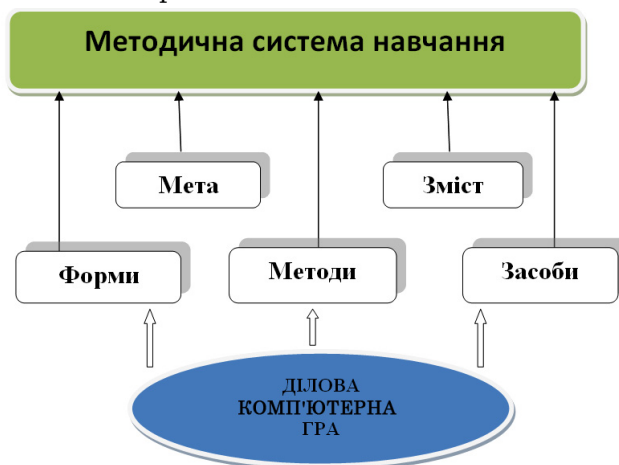 Методична система навчання
Мета
Зміст
Форми
Методи
Засоби
ДІЛОВА
КОМП'ЮТЕРНА
ГРА